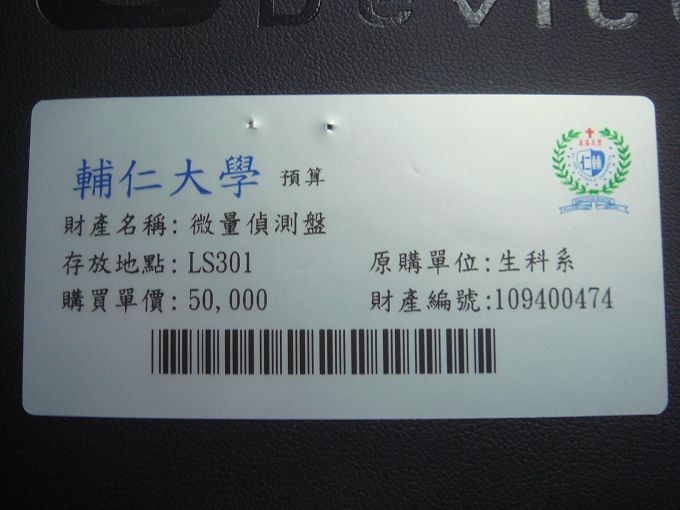 Device
輔仁大學 預算
財產名稱: 微量偵測盤
存放地點: LS301 原購單位: 生科系
購買單價: 50,000 財產編號:109400474